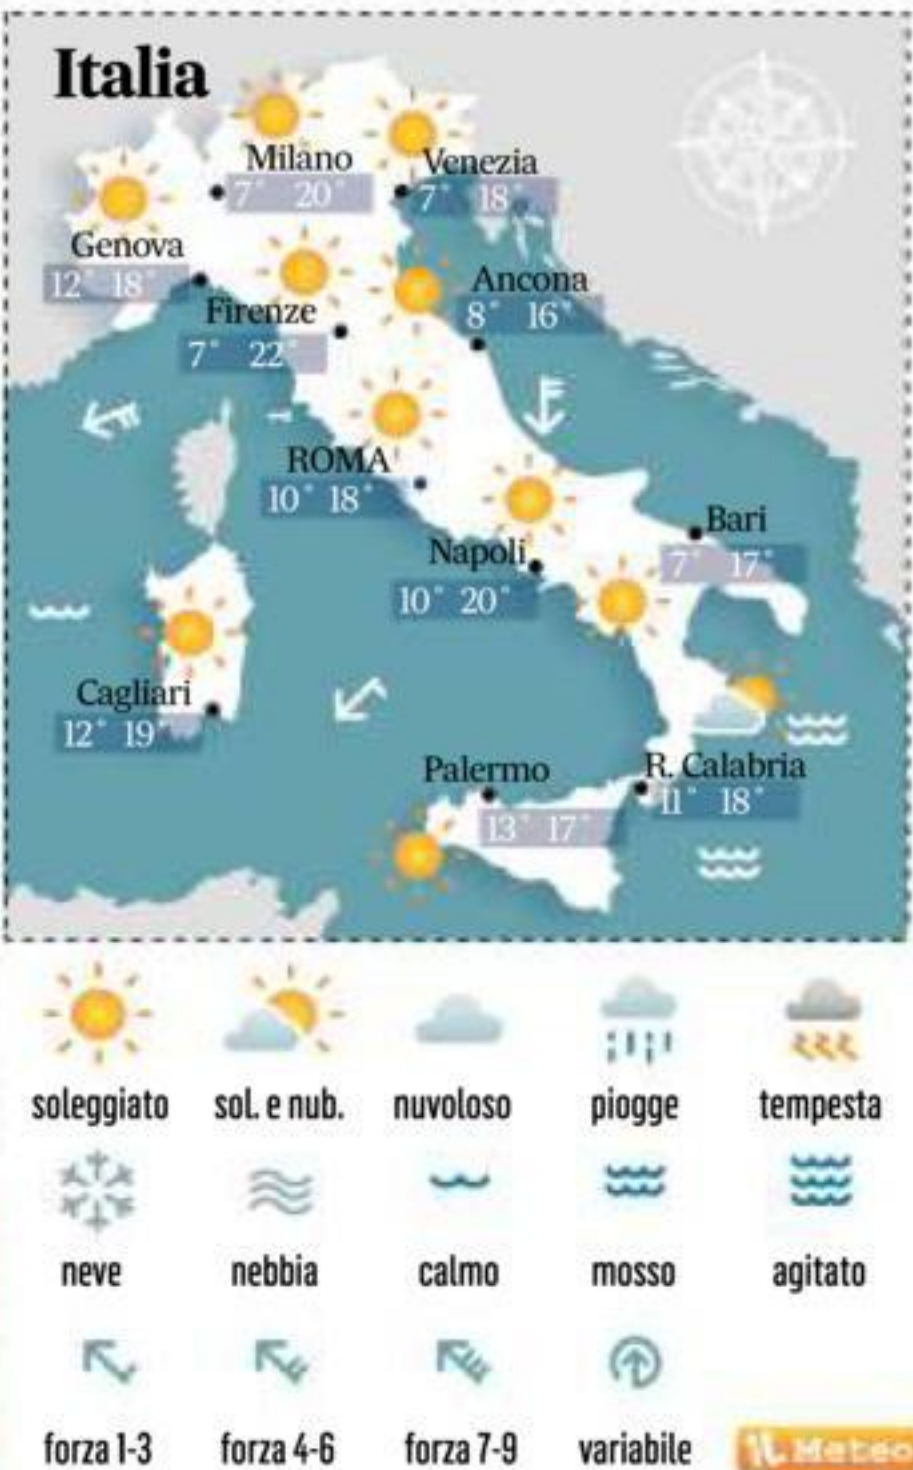 Italia
Milano
7° 20°
Venezia
7° 18°
Genova
12° 18°
Ancona
8° 16°
Firenze
7° 22°
ROMA
10° 18°
Bari
7° 17°
Napoli
10° 20°
Cagliari
12° 19°
Palermo
13° 17°
R. Calabria
11° 18°
soleggiato sol. e nub. nuvoloso piogge tempesta
neve nebbia calmo mosso agitato
forza 1-3 forza 4-6 forza 7-9 variabile
iL Meteo